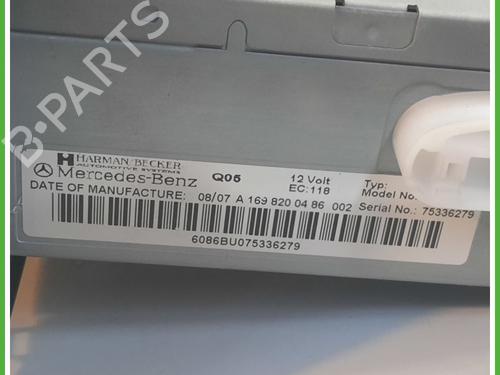 B-PARTS
HARMAN/BECKER
AUTOMOTIVE SYSTEMS
Mercedes-Benz Q05 12 Volt Typ:
EC:118 Model No
DATE OF MANUFACTURE: 08/07 A 169 820 04 86 002 Serial No.: 75336279
6086BU075336279